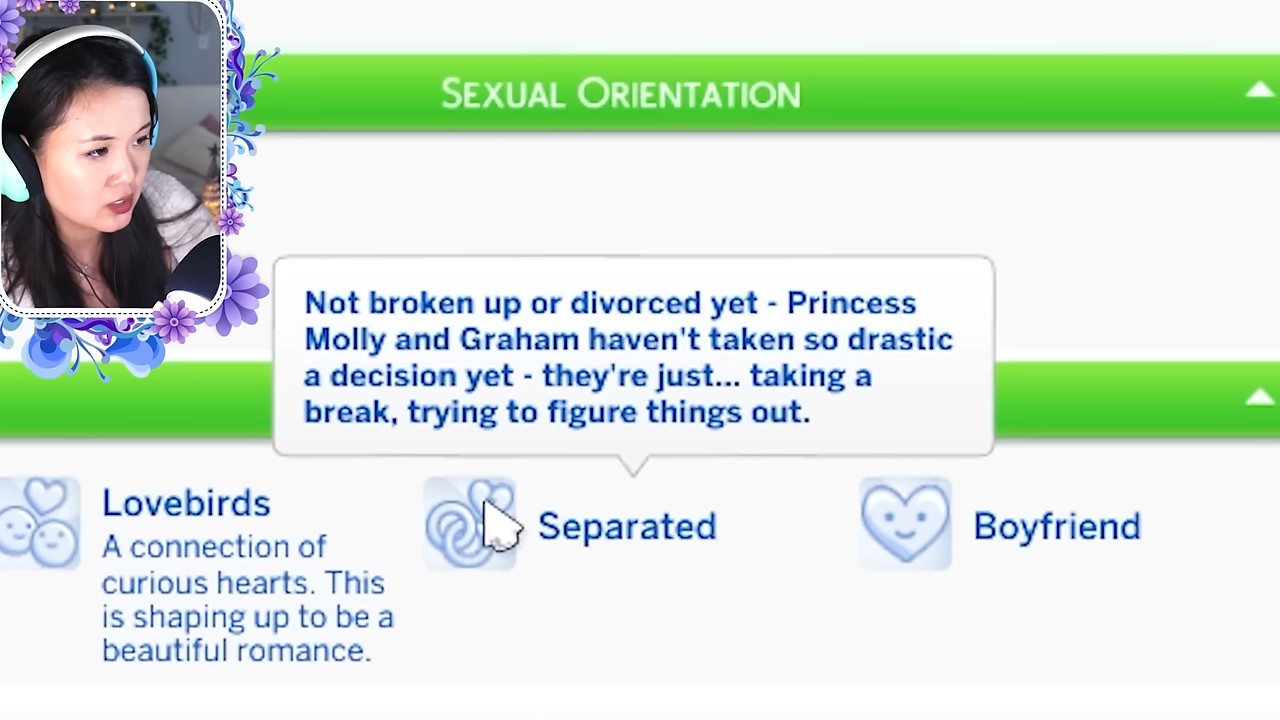 Sexual Orientation
Not broken up or divorced yet - Princess
Molly and Graham haven't taken so drastic
a decision yet - they're just... taking a
break, trying to figure things out.
Lovebirds
A connection of
curious hearts. This
is shaping up to be a
beautiful romance.
Separated
Boyfriend